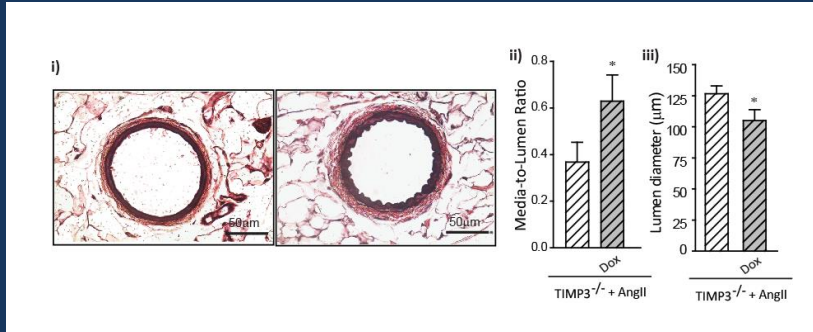 i)
50am
50µm
ii)
Media-to-Lumen Ratio
0.8
0.6
0.4
0.2
0.0
*
Dox
TIMP3-/- + AngII
iii)
Lumen diameter (µm)
150
125
100
75
50
25
0
*
Dox
TIMP3-/- + AngII